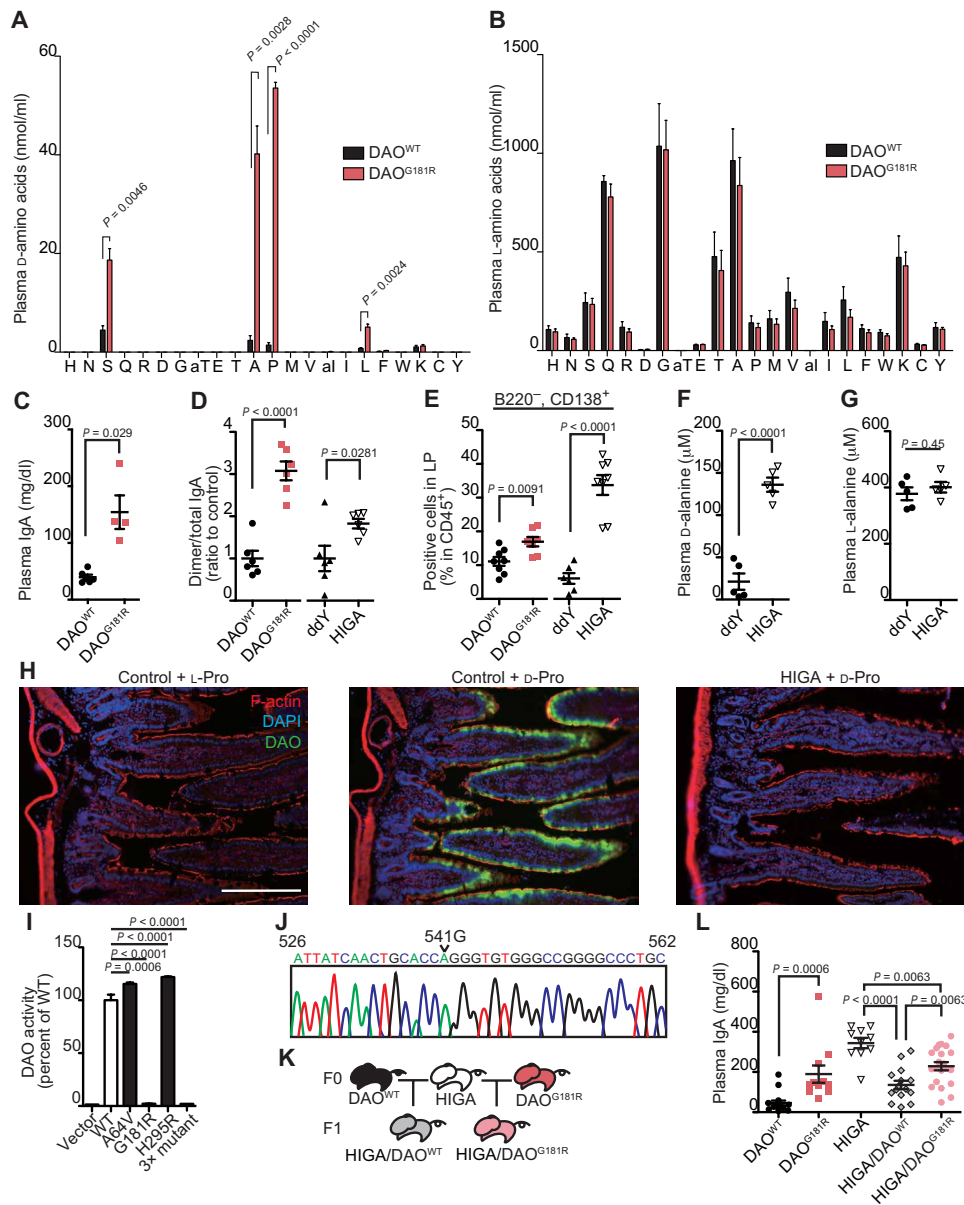 A
Plasma D-amino acids (nmol/ml)
60
40
20
0
P = 0.0046
P = 0.0028
P < 0.0001
P = 0.0024
DAO^WT
DAO^G181R
H N S Q R D G aT E T A P M V aI I L F W K C Y
B
Plasma L-amino acids (nmol/ml)
1500
1000
500
0
DAO^WT
DAO^G181R
H N S Q R D G aT E T A P M V aI I L F W K C Y
C
Plasma IgA (mg/dl)
300
200
100
0
P = 0.029
DAO^WT
DAO^G181R
D
Dimer/total IgA
(ratio to control)
4
3
2
1
0
P < 0.0001
P = 0.0281
DAO^WT
DAO^G181R
ddY
HIGA
E
B220⁻, CD138⁺
Positive cells in LP
(% in CD45⁺)
50
40
30
20
10
0
P = 0.0091
P < 0.0001
DAO^WT
DAO^G181R
ddY
HIGA
F
Plasma D-alanine (μM)
200
150
100
50
0
P < 0.0001
ddY
HIGA
G
Plasma L-alanine (μM)
800
600
400
200
0
P = 0.45
ddY
HIGA
H
Control + L-Pro
Control + D-Pro
HIGA + D-Pro
F-actin
DAPI
DAO
I
DAO activity
(percent of WT)
150
100
50
0
P < 0.0001
P < 0.0001
P < 0.0001
P = 0.0006
Vector
WT
A64V
G181R
H295R
3× mutant
J
526
541G
562
ATTATCAACTGCACCAGGGTGTGGGCCGGGGCCCTGC
K
F0
DAO^WT
HIGA
DAO^G181R
F1
HIGA/DAO^WT
HIGA/DAO^G181R
L
Plasma IgA (mg/dl)
800
600
400
200
0
P = 0.0006
P = 0.0063
P < 0.0001
P = 0.0063
DAO^WT
DAO^G181R
HIGA
HIGA/DAO^WT
HIGA/DAO^G181R